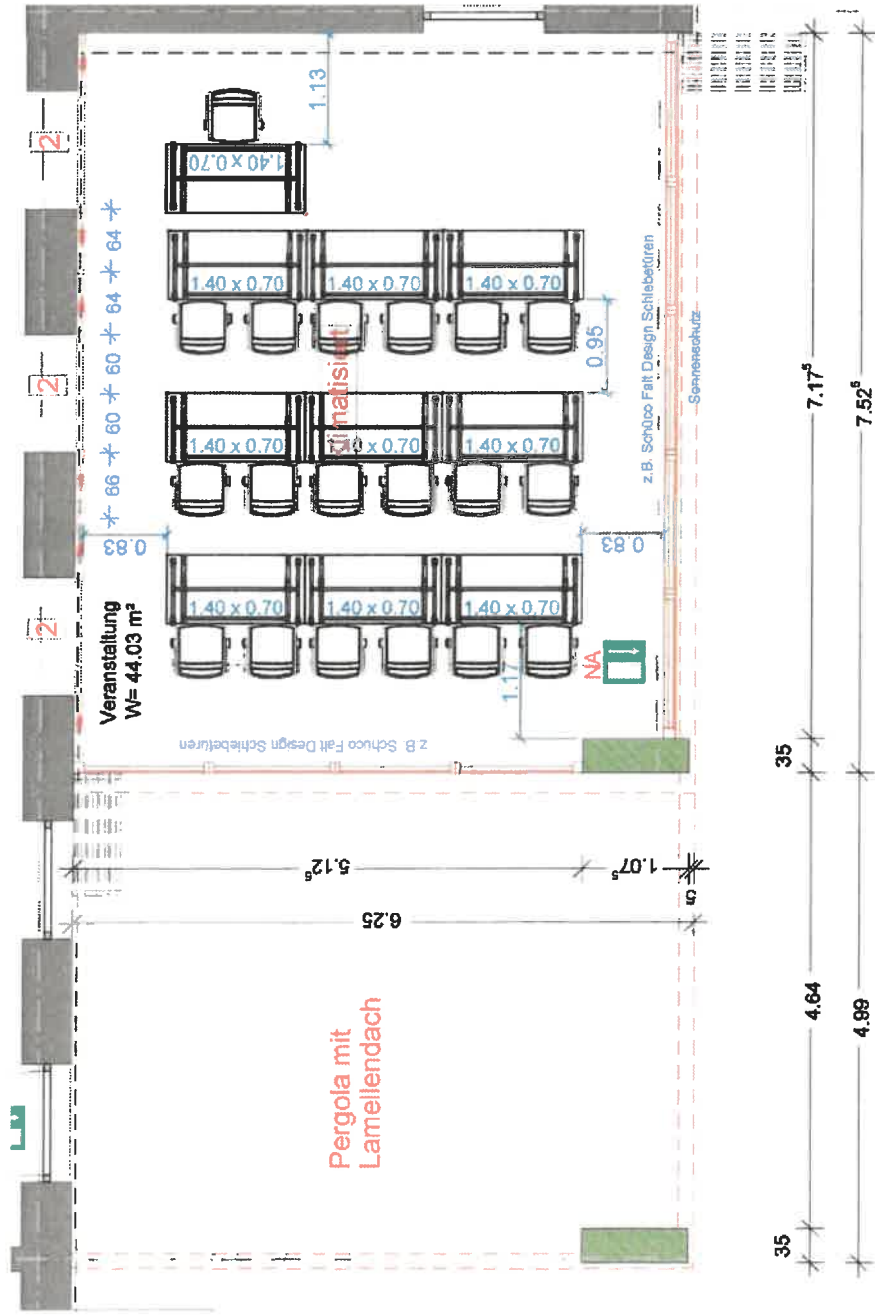 2
2
2
1.13
1.40 x 0.70
66
60
60
64
64
1.40 x 0.70
1.40 x 0.70
1.40 x 0.70
1.40 x 0.70
1.40 x 0.70
1.40 x 0.70
1.40 x 0.70
1.40 x 0.70
0.95
0.83
0.83
Veranstaltung
W= 44.03 m²
z.B. Schüco Falt Design Schiebetüren
z.B. Schüco Falt Design Schiebetüren
Sonnenschutz
NA
1.17
5.12⁵
1.07⁵
5
6.25
Pergola mit
Lamellendach
35
4.64
35
7.17⁵
4.99
7.52⁵